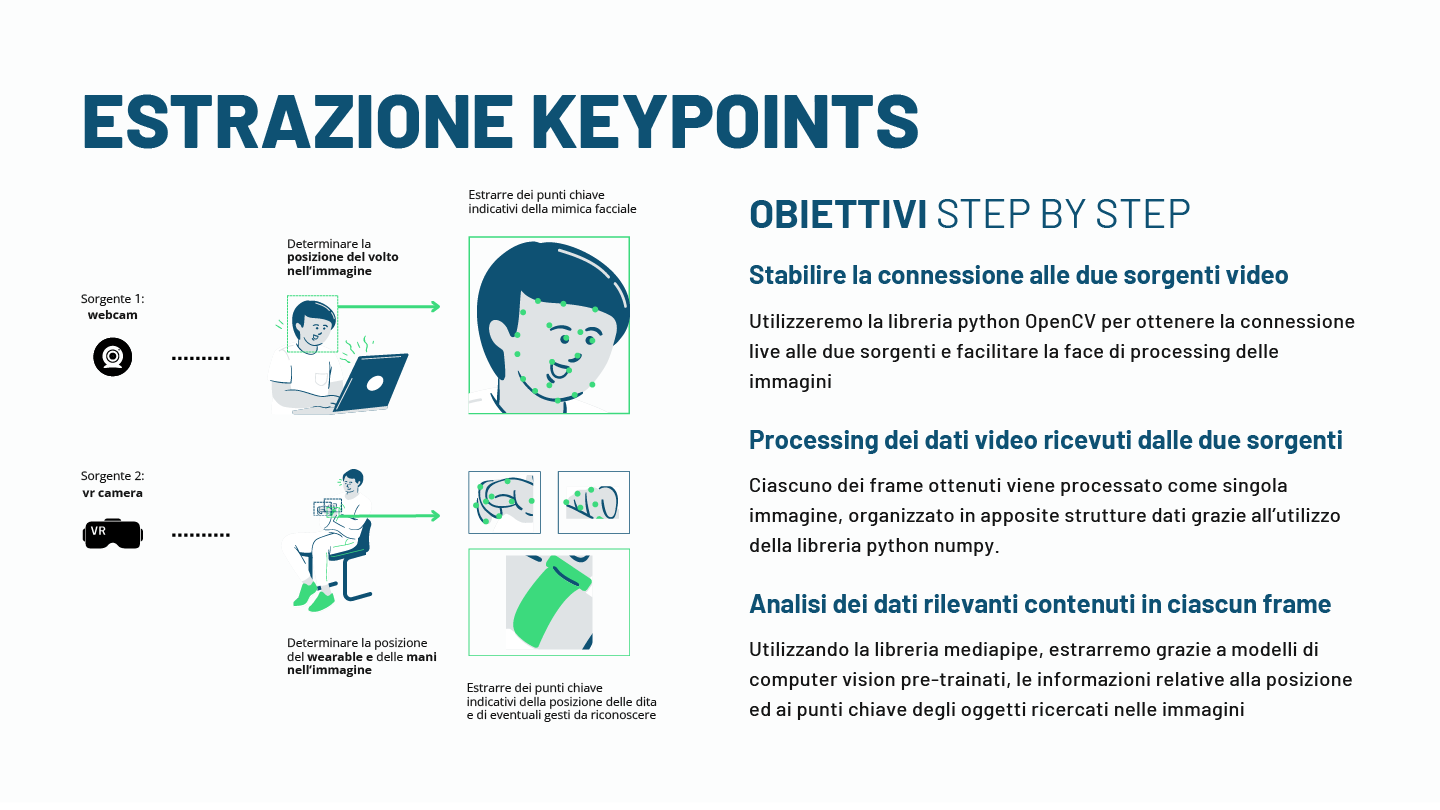 ESTRAZIONE KEYPOINTS
Estrarre dei punti chiave
indicativi della mimica facciale
Determinare la
posizione del volto
nell'immagine
Sorgente 1:
webcam
Sorgente 2:
vr camera
VR
Determinare la posizione
del wearable e delle mani
nell'immagine
Estrarre dei punti chiave
indicativi della posizione delle dita
e di eventuali gesti da riconoscere
OBIETTIVI STEP BY STEP
Stabilire la connessione alle due sorgenti video
Utilizzeremo la libreria python OpenCV per ottenere la connessione
live alle due sorgenti e facilitare la face di processing delle
immagini
Processing dei dati video ricevuti dalle due sorgenti
Ciascuno dei frame ottenuti viene processato come singola
immagine, organizzato in apposite strutture dati grazie all'utilizzo
della libreria python numpy.
Analisi dei dati rilevanti contenuti in ciascun frame
Utilizzando la libreria mediapipe, estrarremo grazie a modelli di
computer vision pre-trainati, le informazioni relative alla posizione
ed ai punti chiave degli oggetti ricercati nelle immagini